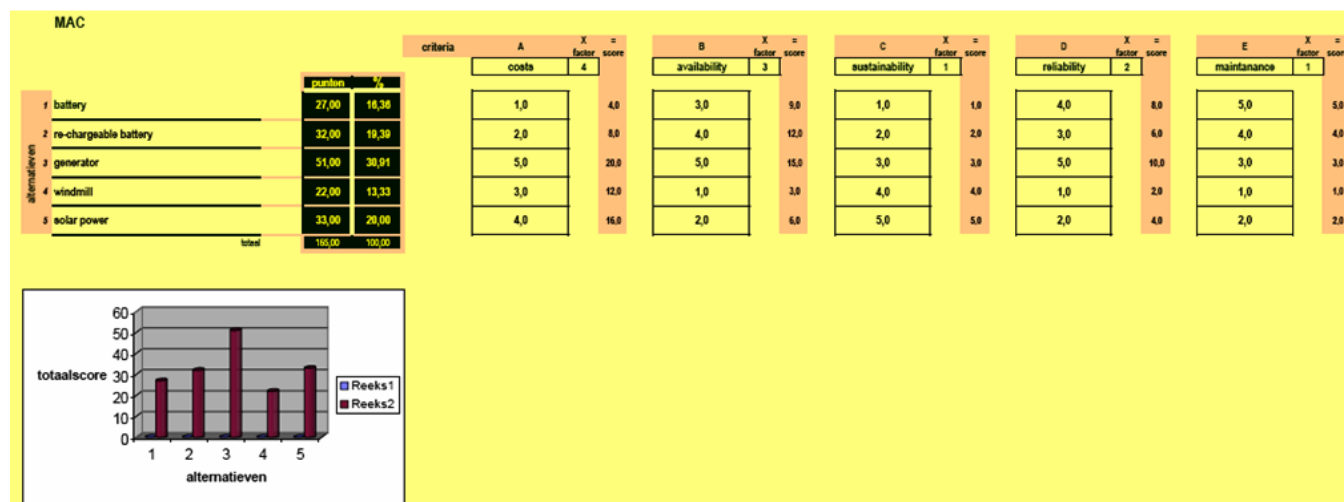 MAC
criteria A X factor = score B X factor = score C X factor = score D X factor = score E X factor = score
costs 4 availability 3 sustainability 1 reliability 2 maintanance 1
punten %
alternatieven
1 battery 27,00 16,36 1,0 4,0 3,0 9,0 1,0 1,0 4,0 8,0 5,0 5,0
2 re-chargeable battery 32,00 19,39 2,0 8,0 4,0 12,0 2,0 2,0 3,0 6,0 4,0 4,0
3 generator 51,00 30,91 5,0 20,0 5,0 15,0 3,0 3,0 5,0 10,0 3,0 3,0
4 windmill 22,00 13,33 3,0 12,0 1,0 3,0 4,0 4,0 1,0 2,0 1,0 1,0
5 solar power 33,00 20,00 4,0 16,0 2,0 6,0 5,0 5,0 2,0 4,0 2,0 2,0
totaal 165,00 100,00
60
50
40
totaalscore 30
20
10
0
Reeks1
Reeks2
1 2 3 4 5
alternatieven